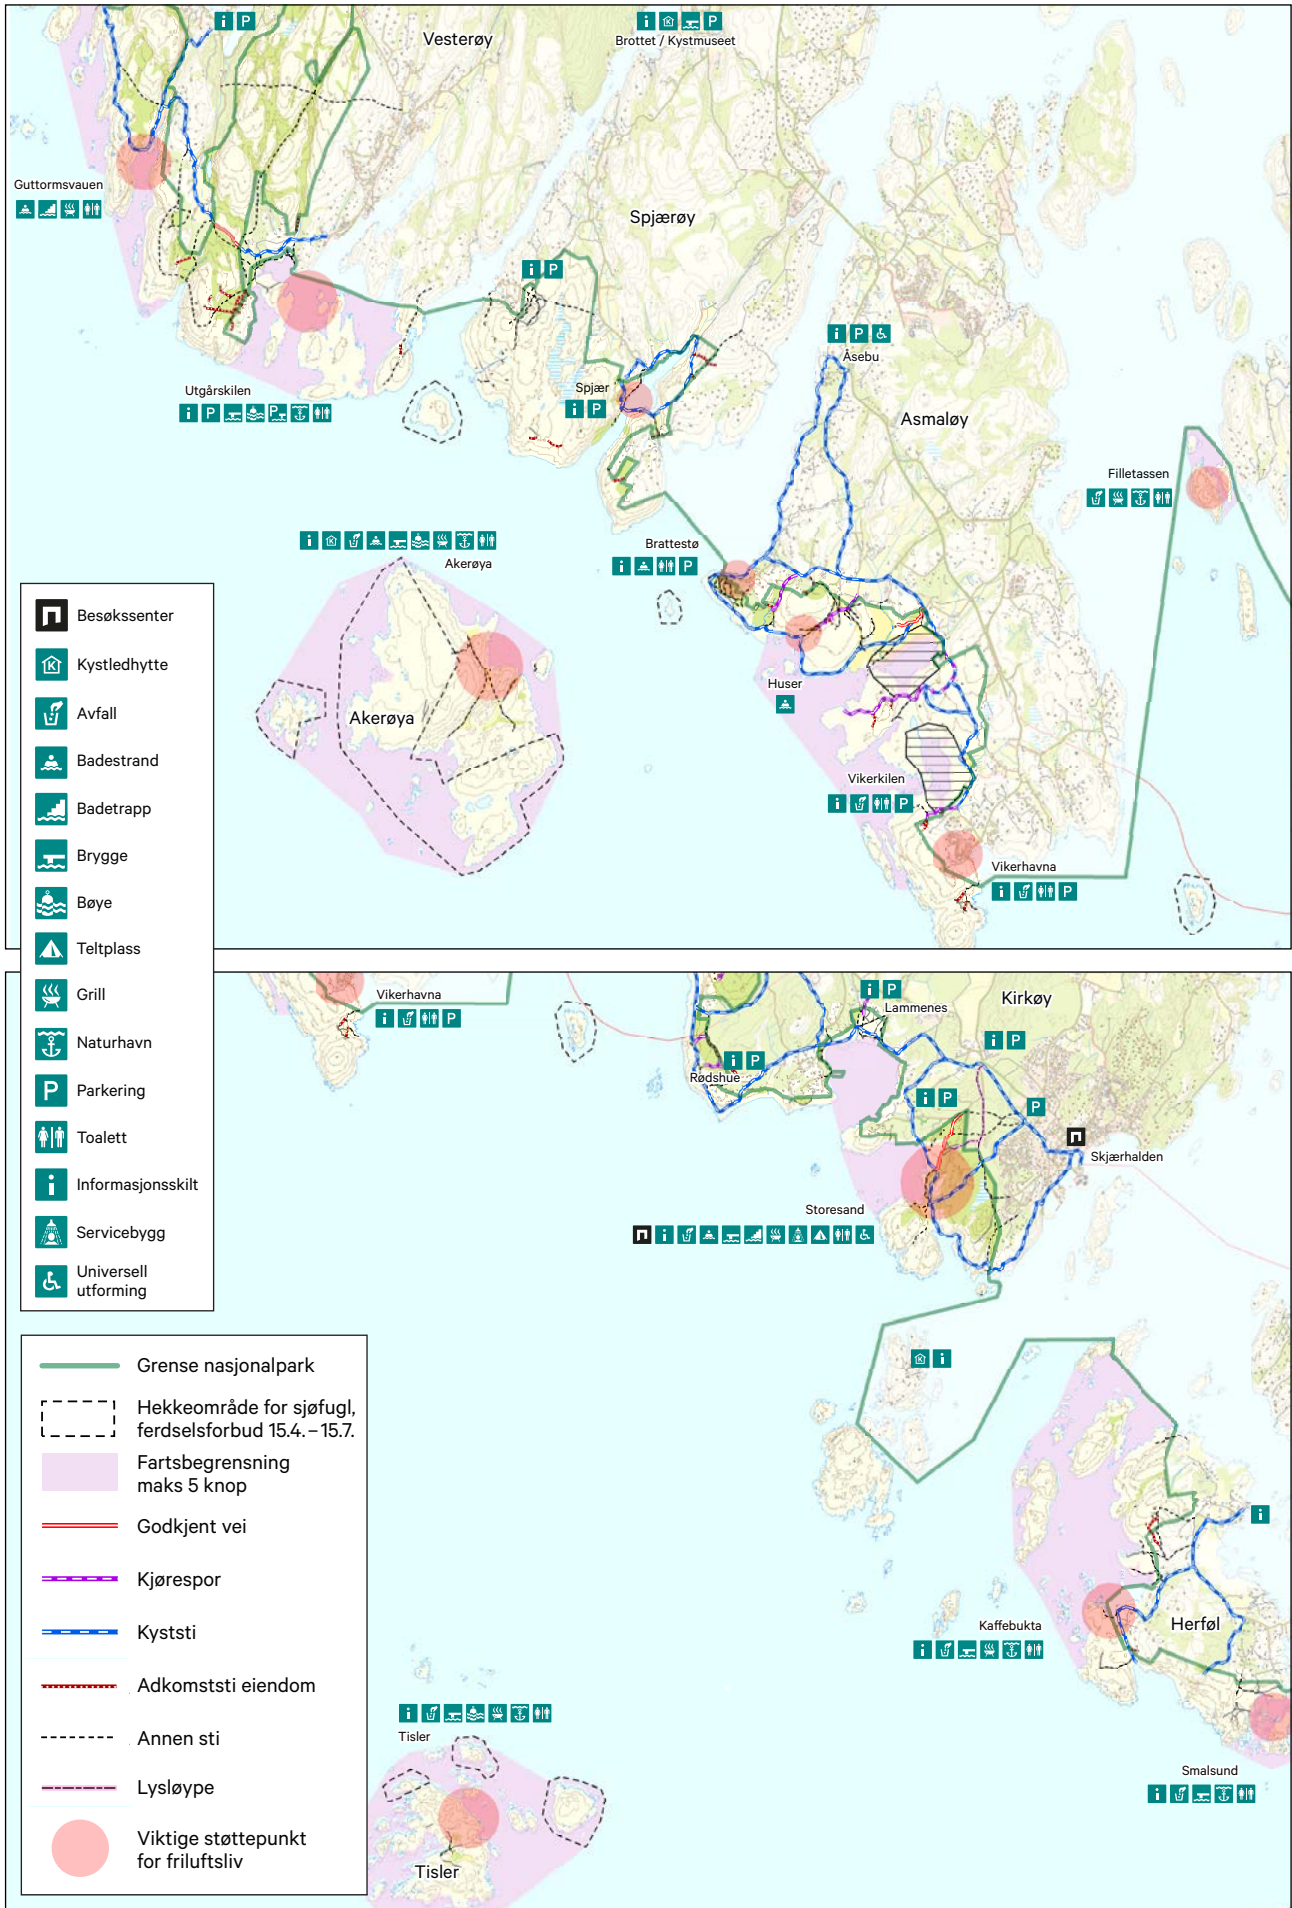 Vesterøy
Brottet / Kystmuseet
Guttormsvauen
Spjærøy
Åsebu
Spjær
Utgårskilen
Asmaløy
Filletassen
Brattestø
Akerøya
Akerøya
Huser
Vikerkilen
Vikerhavna
Besøkssenter
Kystledhytte
Avfall
Badestrand
Badetrapp
Brygge
Bøye
Teltplass
Grill
Naturhavn
Parkering
Toalett
Informasjonsskilt
Servicebygg
Universell
utforming
Vikerhavna
Lammenes
Kirkøy
Rødshue
Skjærhalden
Storesand
Kaffebukta
Herføl
Smalsund
Tisler
Tisler
Grense nasjonalpark
Hekkeområde for sjøfugl,
ferdselsforbud 15.4.–15.7.
Fartsbegrensning
maks 5 knop
Godkjent vei
Kjørespor
Kyststi
Adkomststi eiendom
Annen sti
Lysløype
Viktige støttepunkt
for friluftsliv